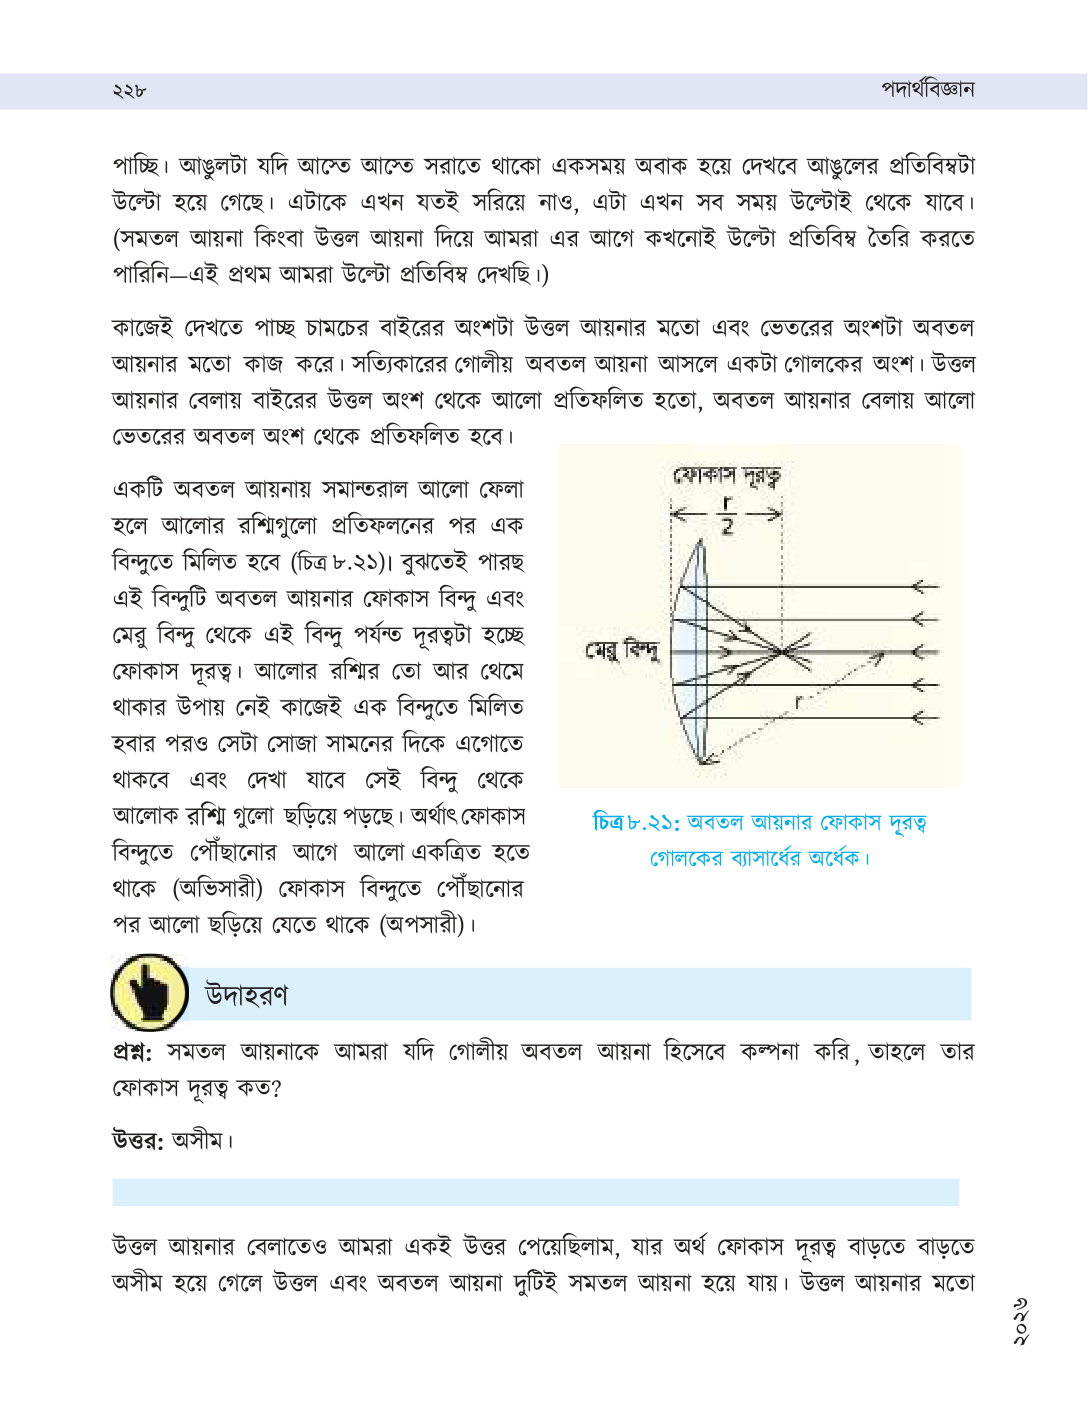 ২২৮
পদার্থবিজ্ঞান
পাচ্ছি। আঙুলটা যদি আস্তে আস্তে সরাতে থাকো একসময় অবাক হয়ে দেখবে আঙুলের প্রতিবিম্বটা
উল্টো হয়ে গেছে। এটাকে এখন যতই সরিয়ে নাও, এটা এখন সব সময় উল্টোই থেকে যাবে।
(সমতল আয়না কিংবা উত্তল আয়না দিয়ে আমরা এর আগে কখনোই উল্টো প্রতিবিম্ব তৈরি করতে
পারিনি—এই প্রথম আমরা উল্টো প্রতিবিম্ব দেখছি।)
কাজেই দেখতে পাচ্ছ চামচের বাইরের অংশটা উত্তল আয়নার মতো এবং ভেতরের অংশটা অবতল
আয়নার মতো কাজ করে। সত্যিকারের গোলীয় অবতল আয়না আসলে একটা গোলকের অংশ। উত্তল
আয়নার বেলায় বাইরের উত্তল অংশ থেকে আলো প্রতিফলিত হতো, অবতল আয়নার বেলায় আলো
ভেতরের অবতল অংশ থেকে প্রতিফলিত হবে।
একটি অবতল আয়নায় সমান্তরাল আলো ফেলা
হলে আলোর রশ্মিগুলো প্রতিফলনের পর এক
বিন্দুতে মিলিত হবে (চিত্র ৮.২১)। বুঝতেই পারছ
এই বিন্দুটি অবতল আয়নার ফোকাস বিন্দু এবং
মেরু বিন্দু থেকে এই বিন্দু পর্যন্ত দূরত্বটা হচ্ছে
ফোকাস দূরত্ব। আলোর রশ্মির তো আর থেমে
থাকার উপায় নেই কাজেই এক বিন্দুতে মিলিত
হবার পরও সেটা সোজা সামনের দিকে এগোতে
থাকবে এবং দেখা যাবে সেই বিন্দু থেকে
আলোক রশ্মি গুলো ছড়িয়ে পড়ছে। অর্থাৎ ফোকাস
বিন্দুতে পৌঁছানোর আগে আলো একত্রিত হতে
থাকে (অভিসারী) ফোকাস বিন্দুতে পৌঁছানোর
পর আলো ছড়িয়ে যেতে থাকে (অপসারী)।
ফোকাস দূরত্ব
r
2
মেরু বিন্দু
r
চিত্র ৮.২১: অবতল আয়নার ফোকাস দূরত্ব
গোলকের ব্যাসার্ধের অর্ধেক।
উদাহরণ
প্রশ্ন: সমতল আয়নাকে আমরা যদি গোলীয় অবতল আয়না হিসেবে কল্পনা করি, তাহলে তার
ফোকাস দূরত্ব কত?
উত্তর: অসীম।
উত্তল আয়নার বেলাতেও আমরা একই উত্তর পেয়েছিলাম, যার অর্থ ফোকাস দূরত্ব বাড়তে বাড়তে
অসীম হয়ে গেলে উত্তল এবং অবতল আয়না দুটিই সমতল আয়না হয়ে যায়। উত্তল আয়নার মতো
২০২৬